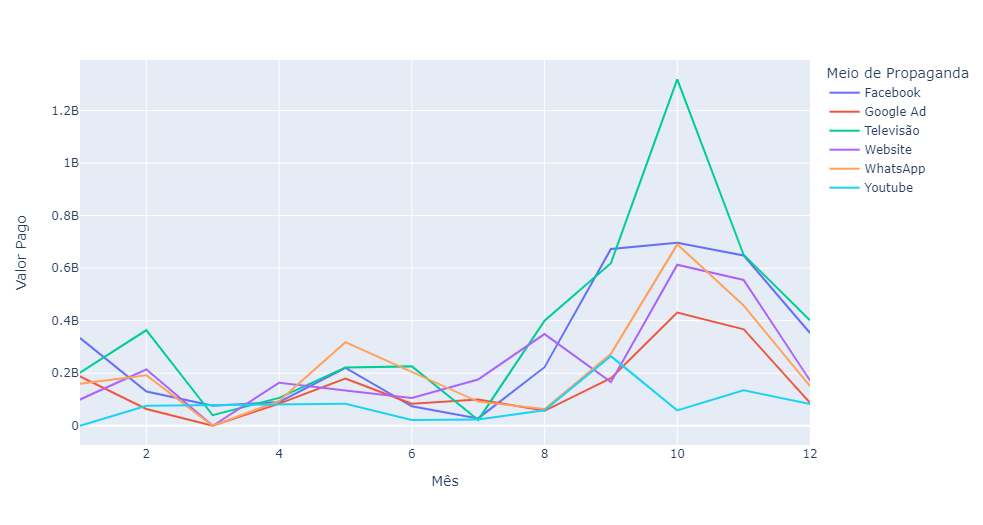 Meio de Propaganda
Facebook
Google Ad
Televisão
Website
WhatsApp
Youtube
Valor Pago
1.2B
1B
0.8B
0.6B
0.4B
0.2B
0
2 4 6 8 10 12
Mês